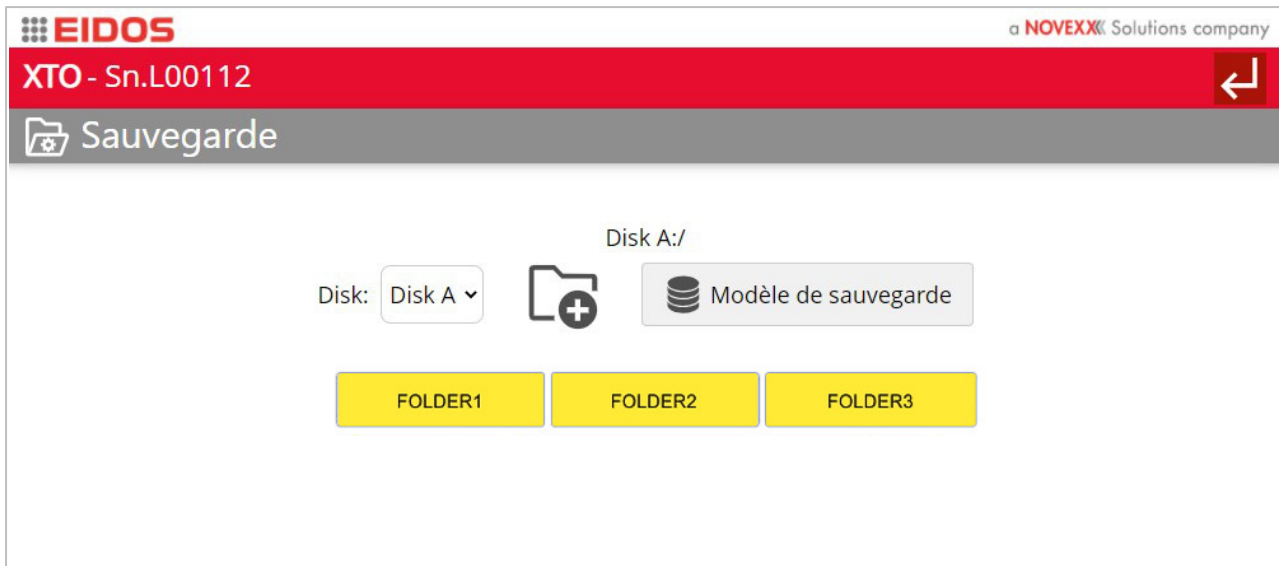 EIDOS
a NOVEXX Solutions company
XTO - Sn.L00112
Sauvegarde
Disk A:/
Disk: Disk A Modèle de sauvegarde
FOLDER1 FOLDER2 FOLDER3